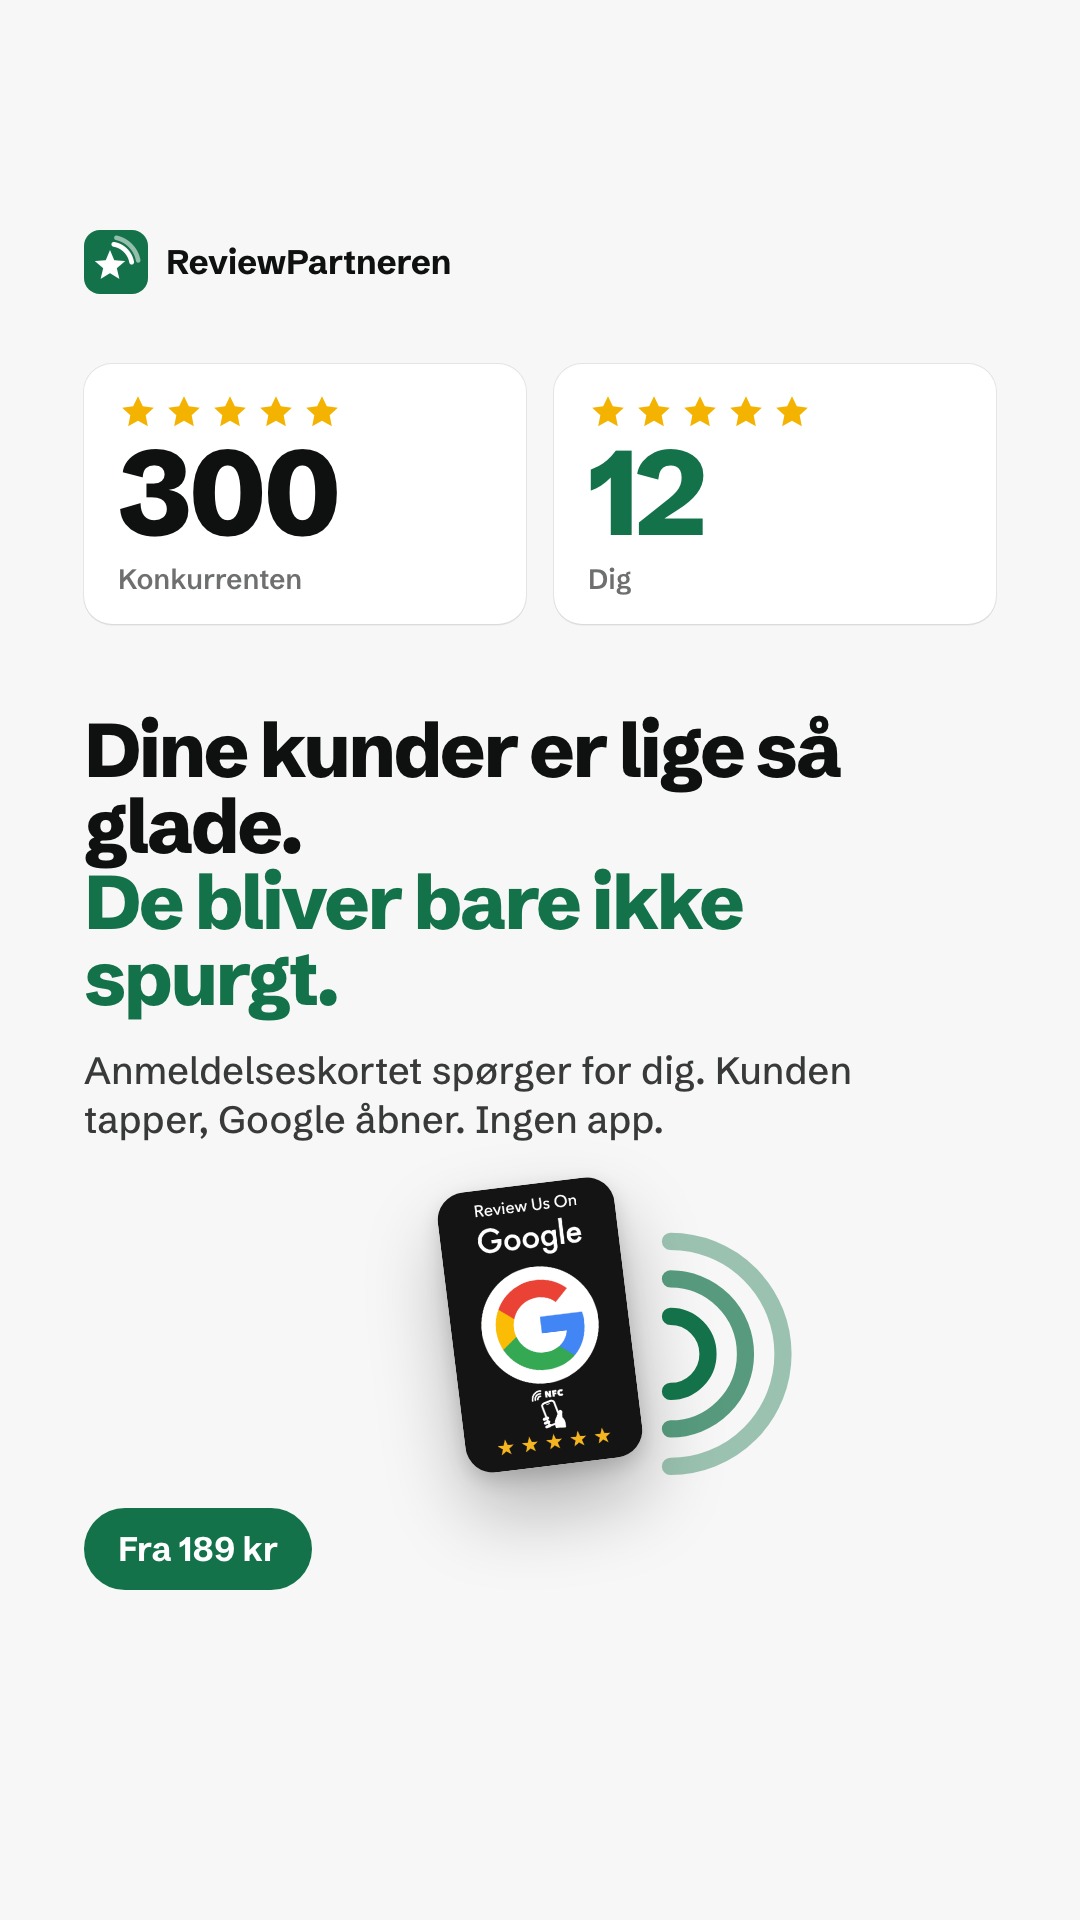 ReviewPartneren
300
Konkurrenten
12
Dig
Dine kunder er lige så
glade.
De bliver bare ikke
spurgt.
Anmeldelseskortet spørger for dig. Kunden
tapper, Google åbner. Ingen app.
Review Us On
Google
NFC
Fra 189 kr